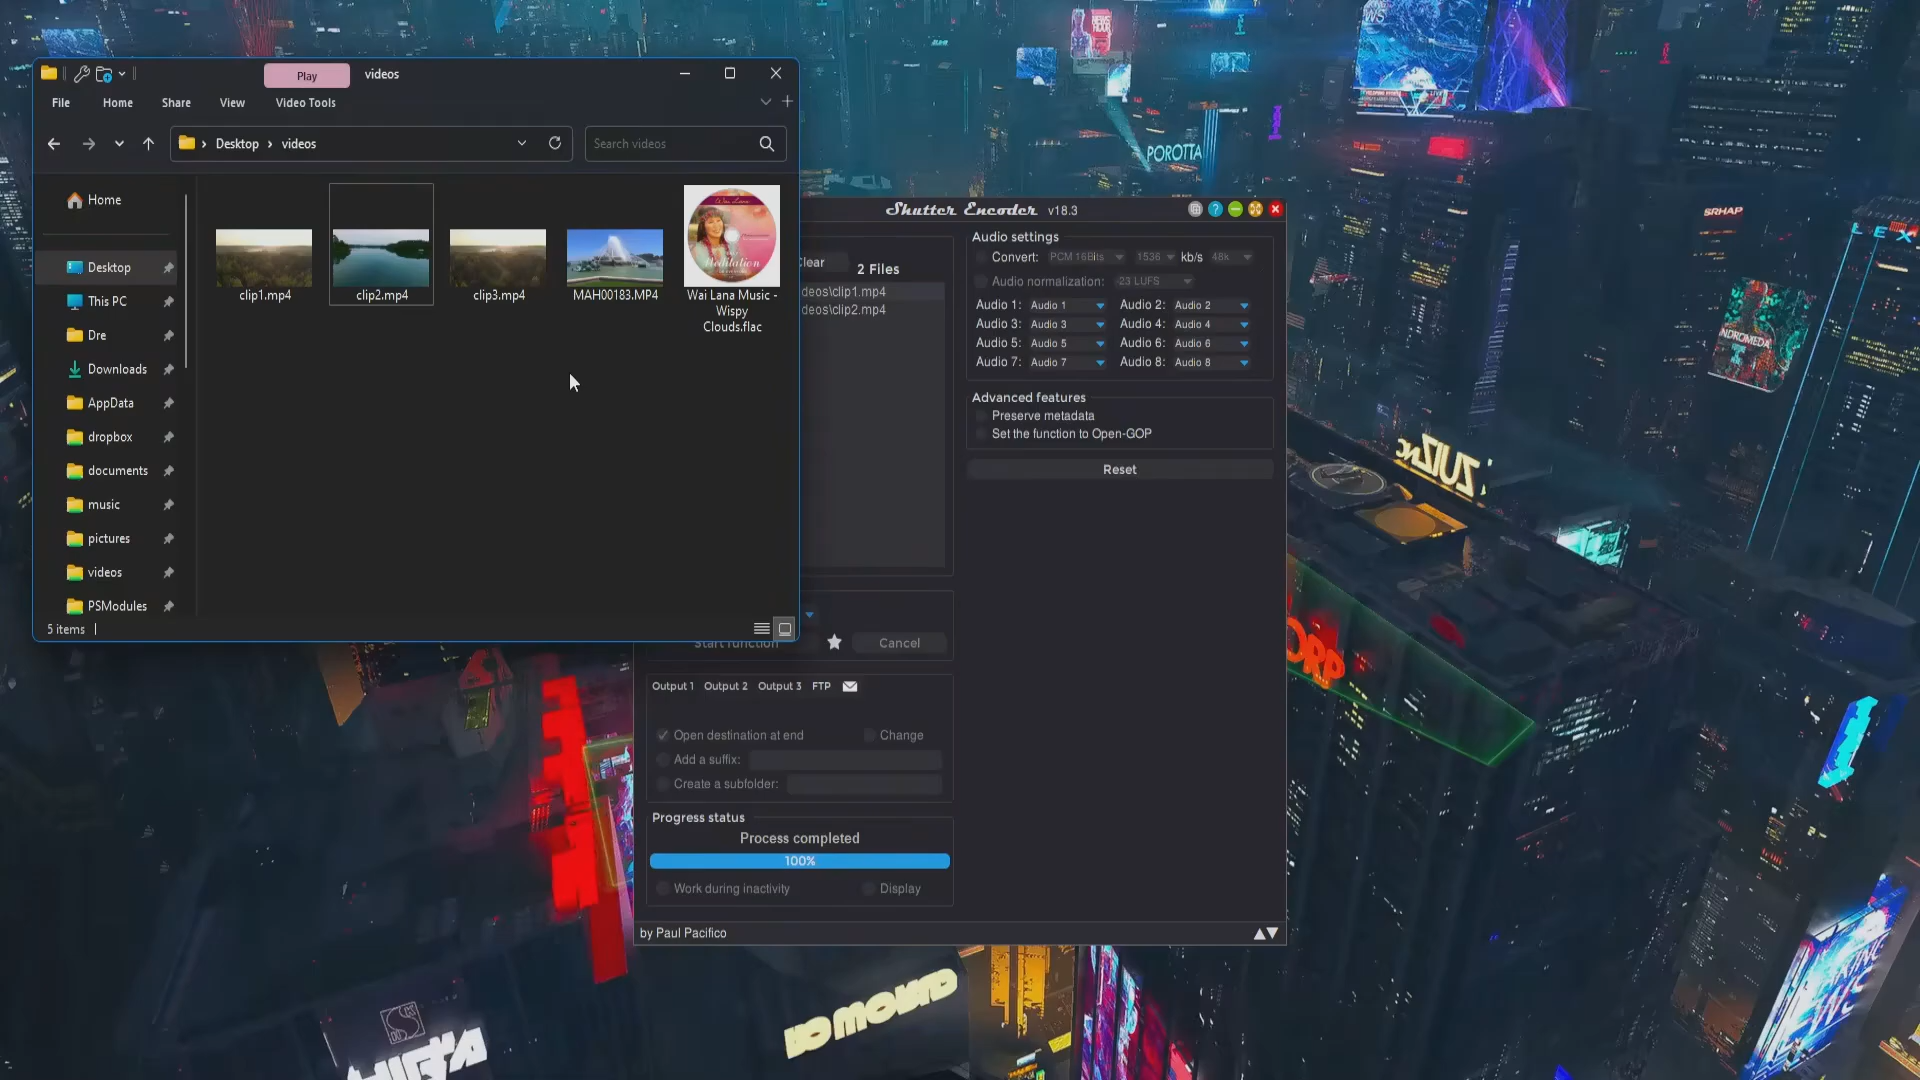 Play
videos
File
Home
Share
View
Video Tools
Desktop
videos
Search videos
Home
Desktop
This PC
Dre
Downloads
AppData
dropbox
documents
music
pictures
videos
PSModules
5 items
clip1.mp4
clip2.mp4
clip3.mp4
MAH00183.MP4
Wai Lana Music -
Wispy
Clouds.flac
Shutter Encoder v18.3
?
lear
2 Files
deos\clip1.mp4
deos\clip2.mp4
Start function
Cancel
Output 1 Output 2 Output 3 FTP
Open destination at end
Change
Add a suffix:
Create a subfolder:
Progress status
Process completed
100%
Work during inactivity
Display
by Paul Pacifico
Audio settings
Convert: PCM 16Bits 1536 kb/s 48k
Audio normalization: -23 LUFS
Audio 1: Audio 1 Audio 2: Audio 2
Audio 3: Audio 3 Audio 4: Audio 4
Audio 5: Audio 5 Audio 6: Audio 6
Audio 7: Audio 7 Audio 8: Audio 8
Advanced features
Preserve metadata
Set the function to Open-GOP
Reset
POROTTA
SRHAP
LEX
NDROMEDA
ORP